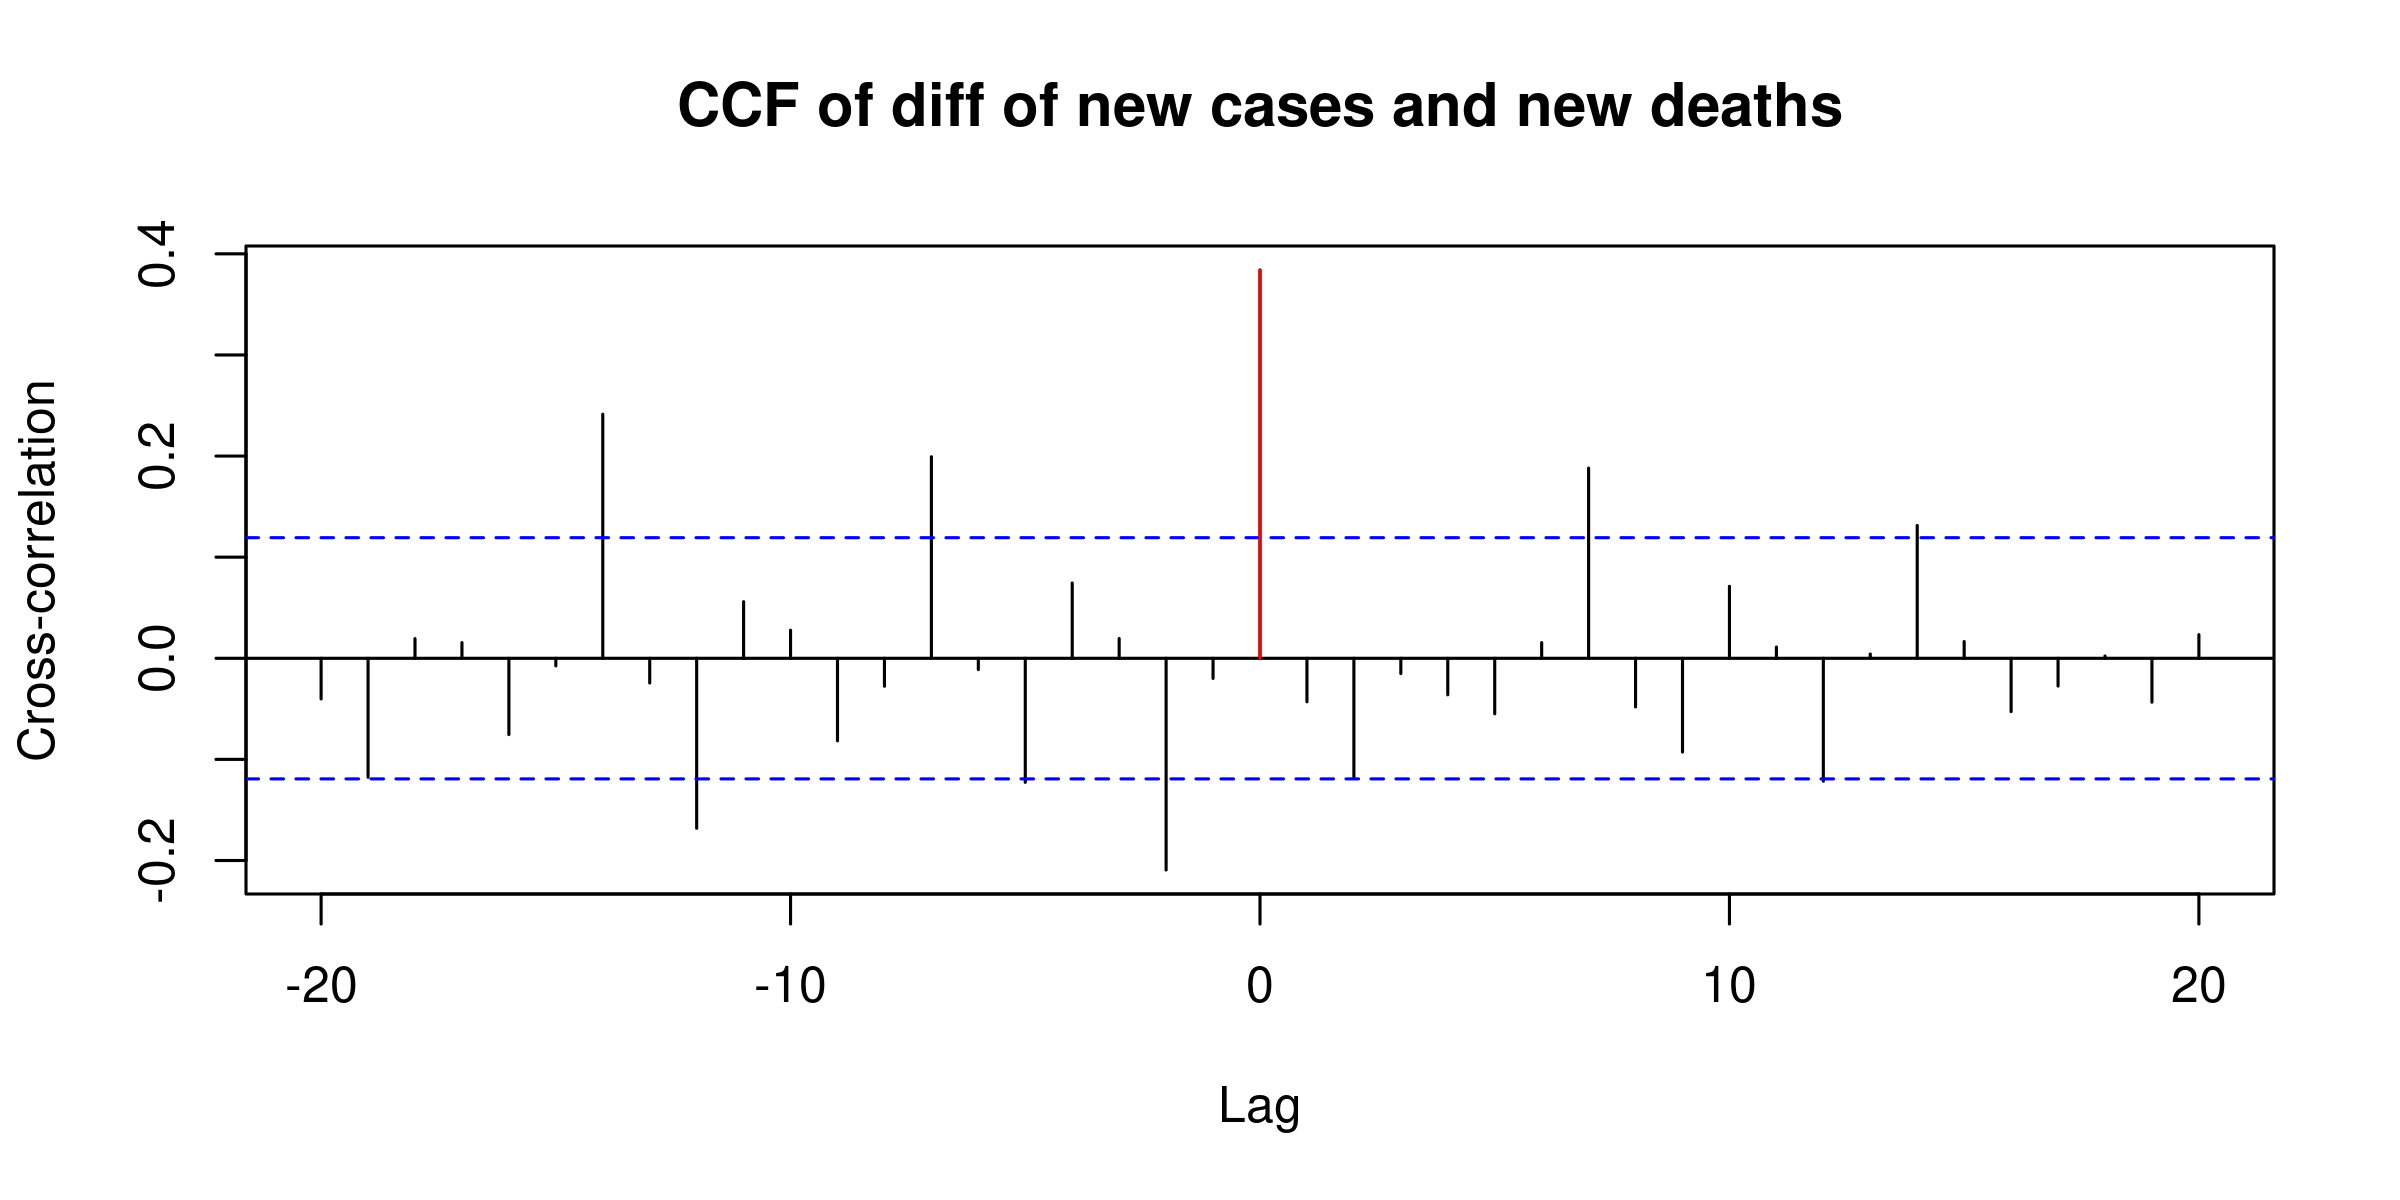 CCF of diff of new cases and new deaths
Cross-correlation
0.4
0.2
0.0
-0.2
-20 -10 0 10 20
Lag